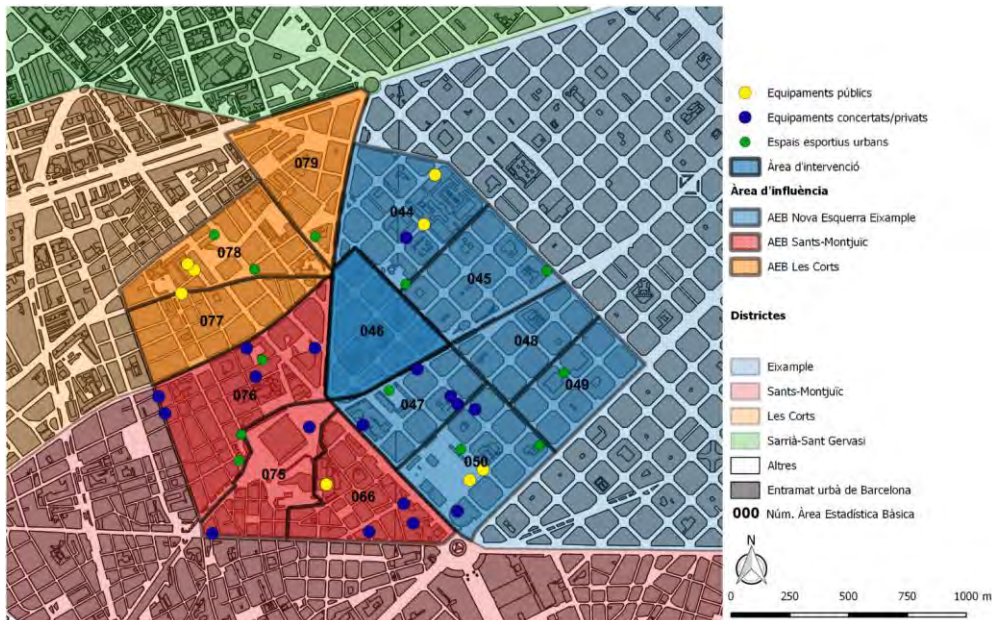 079
044
078
045
077
046
048
049
076
047
050
075
066
Equipaments públics
Equipaments concertats/privats
Espais esportius urbans
Àrea d'intervenció
Àrea d'influència
AEB Nova Esquerra Eixample
AEB Sants-Montjuïc
AEB Les Corts
Districtes
Eixample
Sants-Montjuïc
Les Corts
Sarrià-Sant Gervasi
Altres
Entramat urbà de Barcelona
000 Núm. Àrea Estadística Bàsica
N
0 250 500 750 1000 m